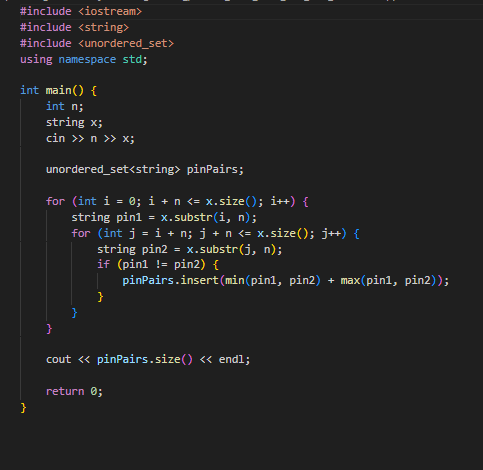 #include <iostream>
#include <string>
#include <unordered_set>
using namespace std;

int main() {
    int n;
    string x;
    cin >> n >> x;

    unordered_set<string> pinPairs;

    for (int i = 0; i + n <= x.size(); i++) {
        string pin1 = x.substr(i, n);
        for (int j = i + n; j + n <= x.size(); j++) {
            string pin2 = x.substr(j, n);
            if (pin1 != pin2) {
                pinPairs.insert(min(pin1, pin2) + max(pin1, pin2));
            }
        }
    }

    cout << pinPairs.size() << endl;

    return 0;
}